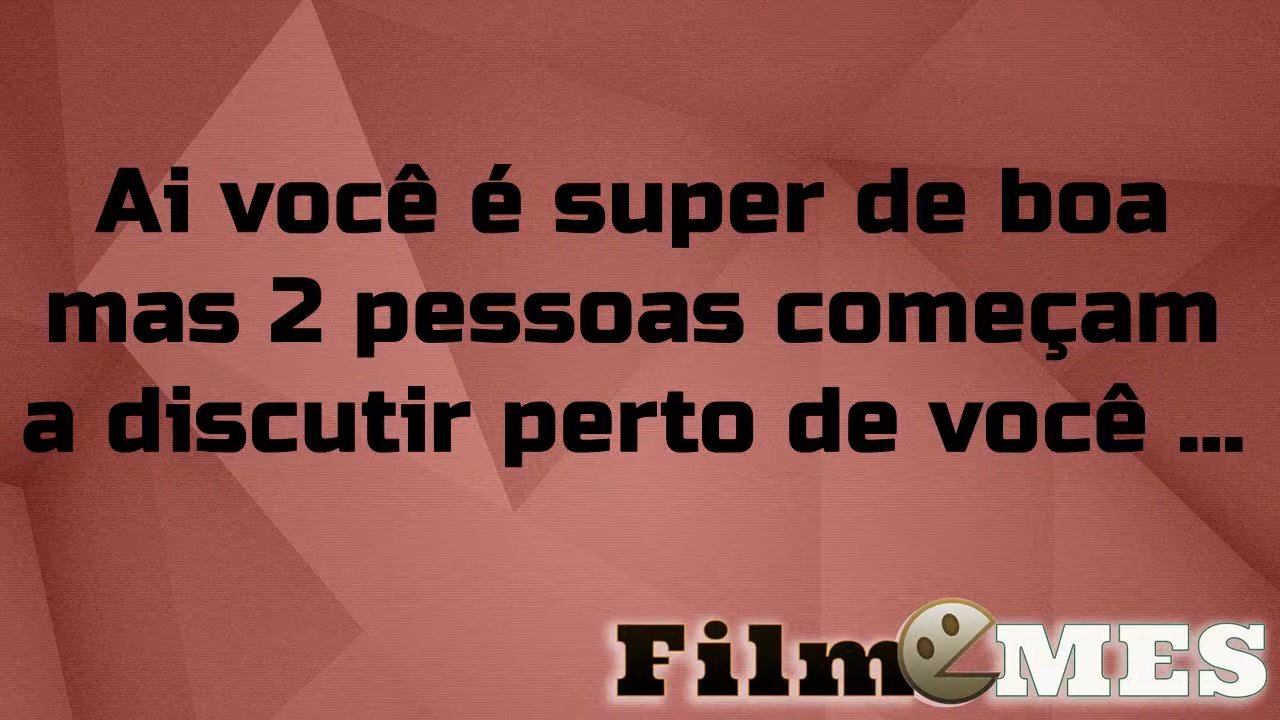 Ai você é super de boa
mas 2 pessoas começam
a discutir perto de você ...
FilmeMES